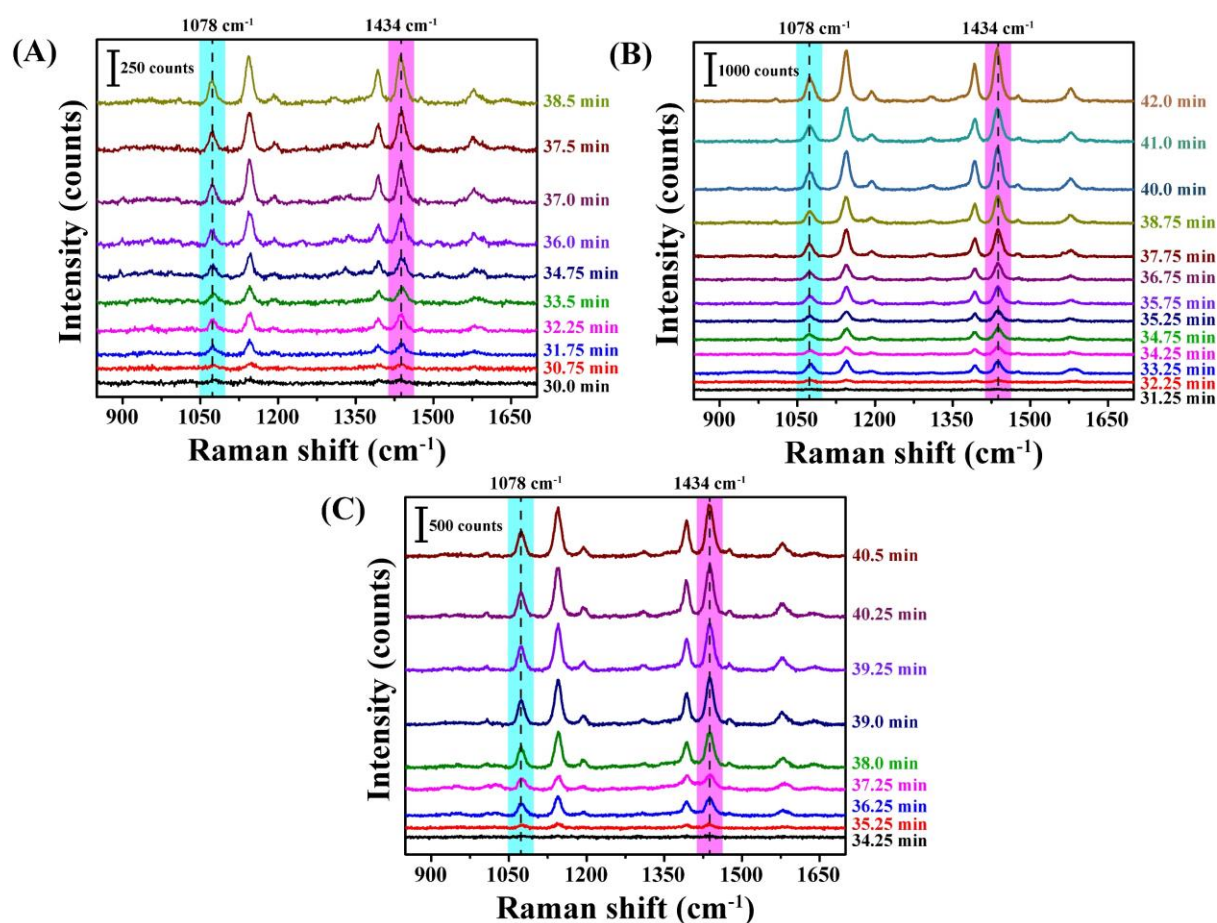 1078 cm-1 1434 cm-1
(A)
250 counts
38.5 min
37.5 min
37.0 min
36.0 min
34.75 min
33.5 min
32.25 min
31.75 min
30.75 min
30.0 min
Intensity (counts)
900 1050 1200 1350 1500 1650
Raman shift (cm-1)
1078 cm-1 1434 cm-1
(B)
1000 counts
42.0 min
41.0 min
40.0 min
38.75 min
37.75 min
36.75 min
35.75 min
35.25 min
34.75 min
34.25 min
33.25 min
32.25 min
31.25 min
Intensity (counts)
900 1050 1200 1350 1500 1650
Raman shift (cm-1)
1078 cm-1 1434 cm-1
(C)
500 counts
40.5 min
40.25 min
39.25 min
39.0 min
38.0 min
37.25 min
36.25 min
35.25 min
34.25 min
Intensity (counts)
900 1050 1200 1350 1500 1650
Raman shift (cm-1)